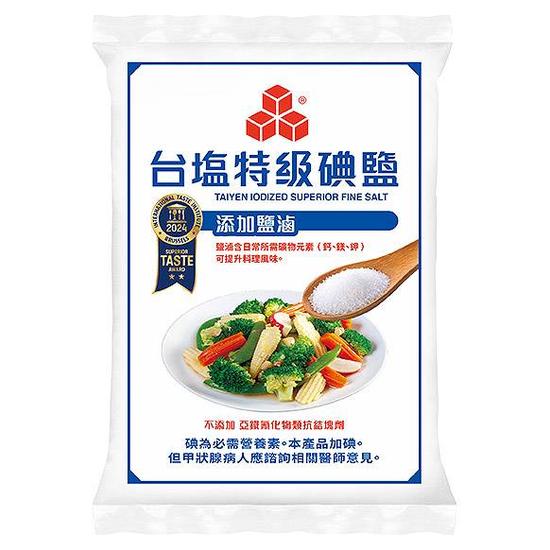 ®
台塩特级碘鹽
TAIYEN IODIZED SUPERIOR FINE SALT
INTERNATIONAL TASTE INSTITUTE
2024
BRUSSELS
SUPERIOR
TASTE
AWARD
添加鹽滷
鹽滷含日常所需礦物元素（鈣、鎂、鉀）
可提升料理風味。
不添加 亞鐵氰化物類抗結塊劑
碘為必需營養素。本產品加碘。
但甲狀腺病人應諮詢相關醫師意見。